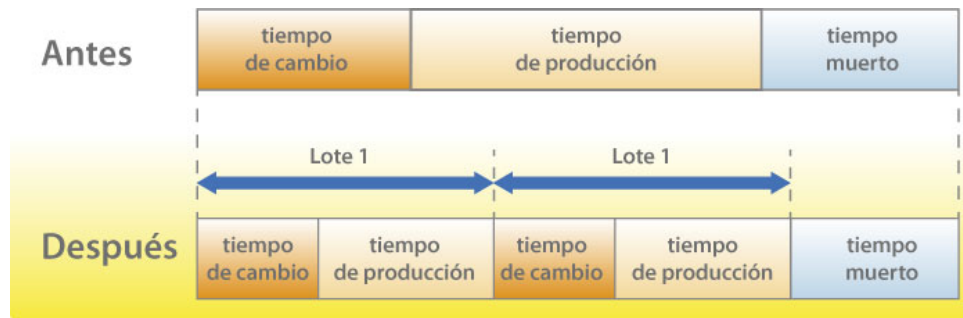 Antes
tiempo
de cambio
tiempo
de producción
tiempo
muerto
Lote 1
Lote 1
Después
tiempo
de cambio
tiempo
de producción
tiempo
de cambio
tiempo
de producción
tiempo
muerto